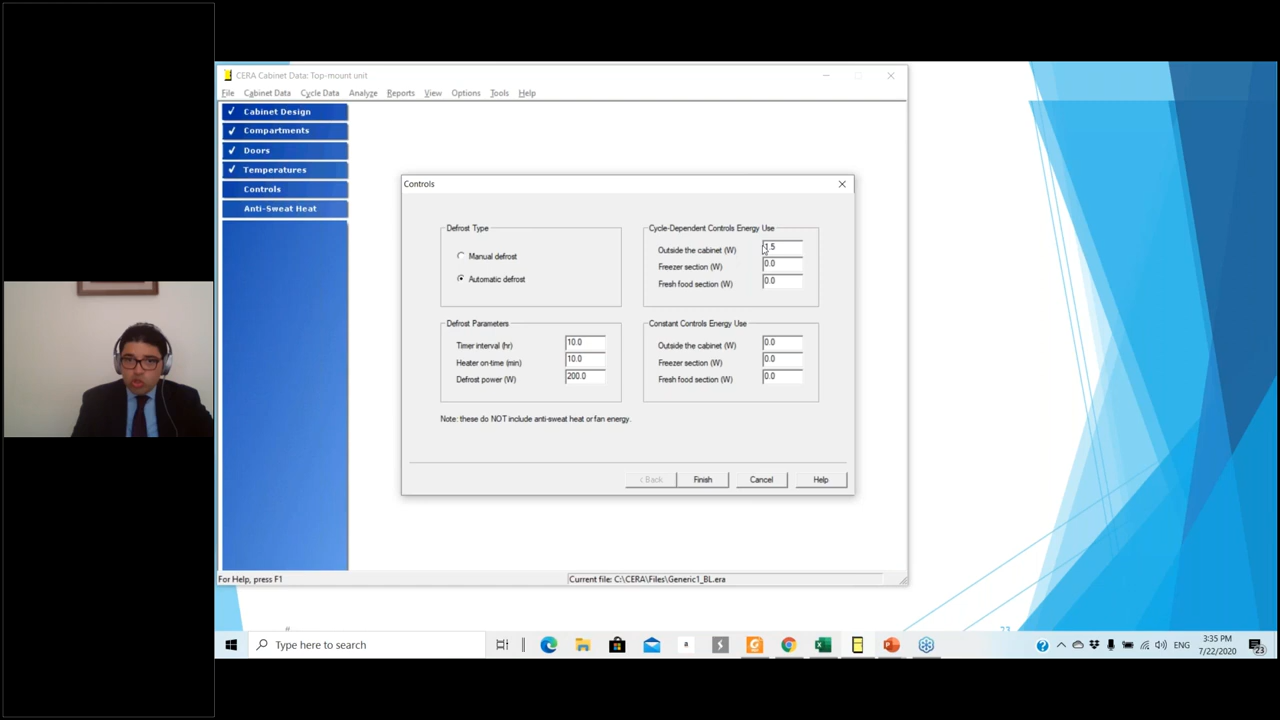 CERA Cabinet Data: Top-mount unit
File Cabinet Data Cycle Data Analyze Reports View Options Tools Help
Cabinet Design
Compartments
Doors
Temperatures
Controls
Anti-Sweat Heat
Controls
Defrost Type
Manual defrost
Automatic defrost
Cycle-Dependent Controls Energy Use
Outside the cabinet (W) 1.5
Freezer section (W) 0.0
Fresh food section (W) 0.0
Defrost Parameters
Timer interval (hr) 10.0
Heater on-time (min) 10.0
Defrost power (W) 200.0
Constant Controls Energy Use
Outside the cabinet (W) 0.0
Freezer section (W) 0.0
Fresh food section (W) 0.0
Note: these do NOT include anti-sweat heat or fan energy.
< Back Finish Cancel Help
For Help, press F1 Current file: C:\CERA\Files\Generic1_BL.era
Type here to search
a
ENG
3:35 PM
7/22/2020
23